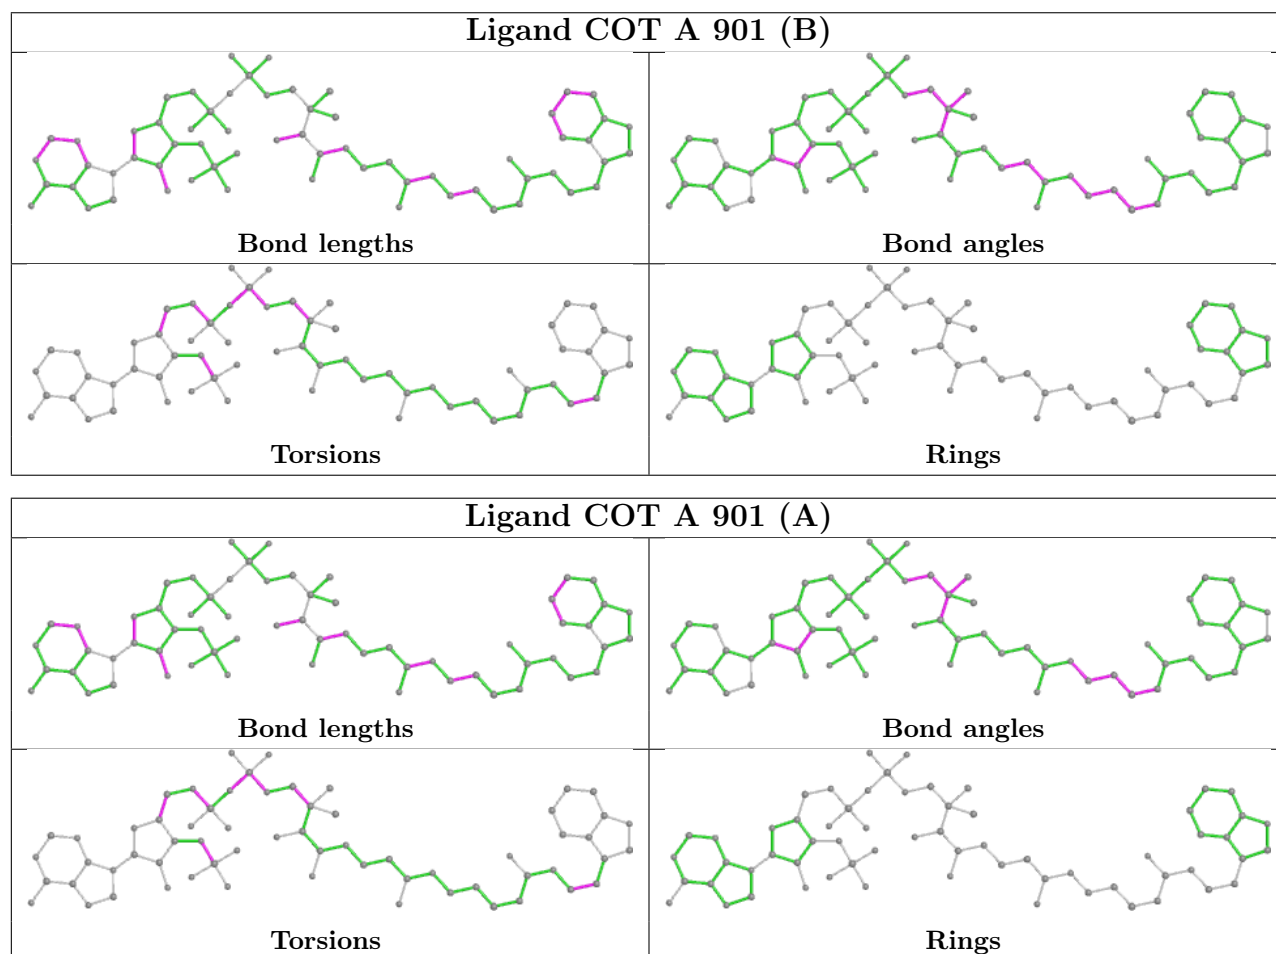 Ligand COT A 901 (B)
Bond lengths
Bond angles
Torsions
Rings
Ligand COT A 901 (A)
Bond lengths
Bond angles
Torsions
Rings